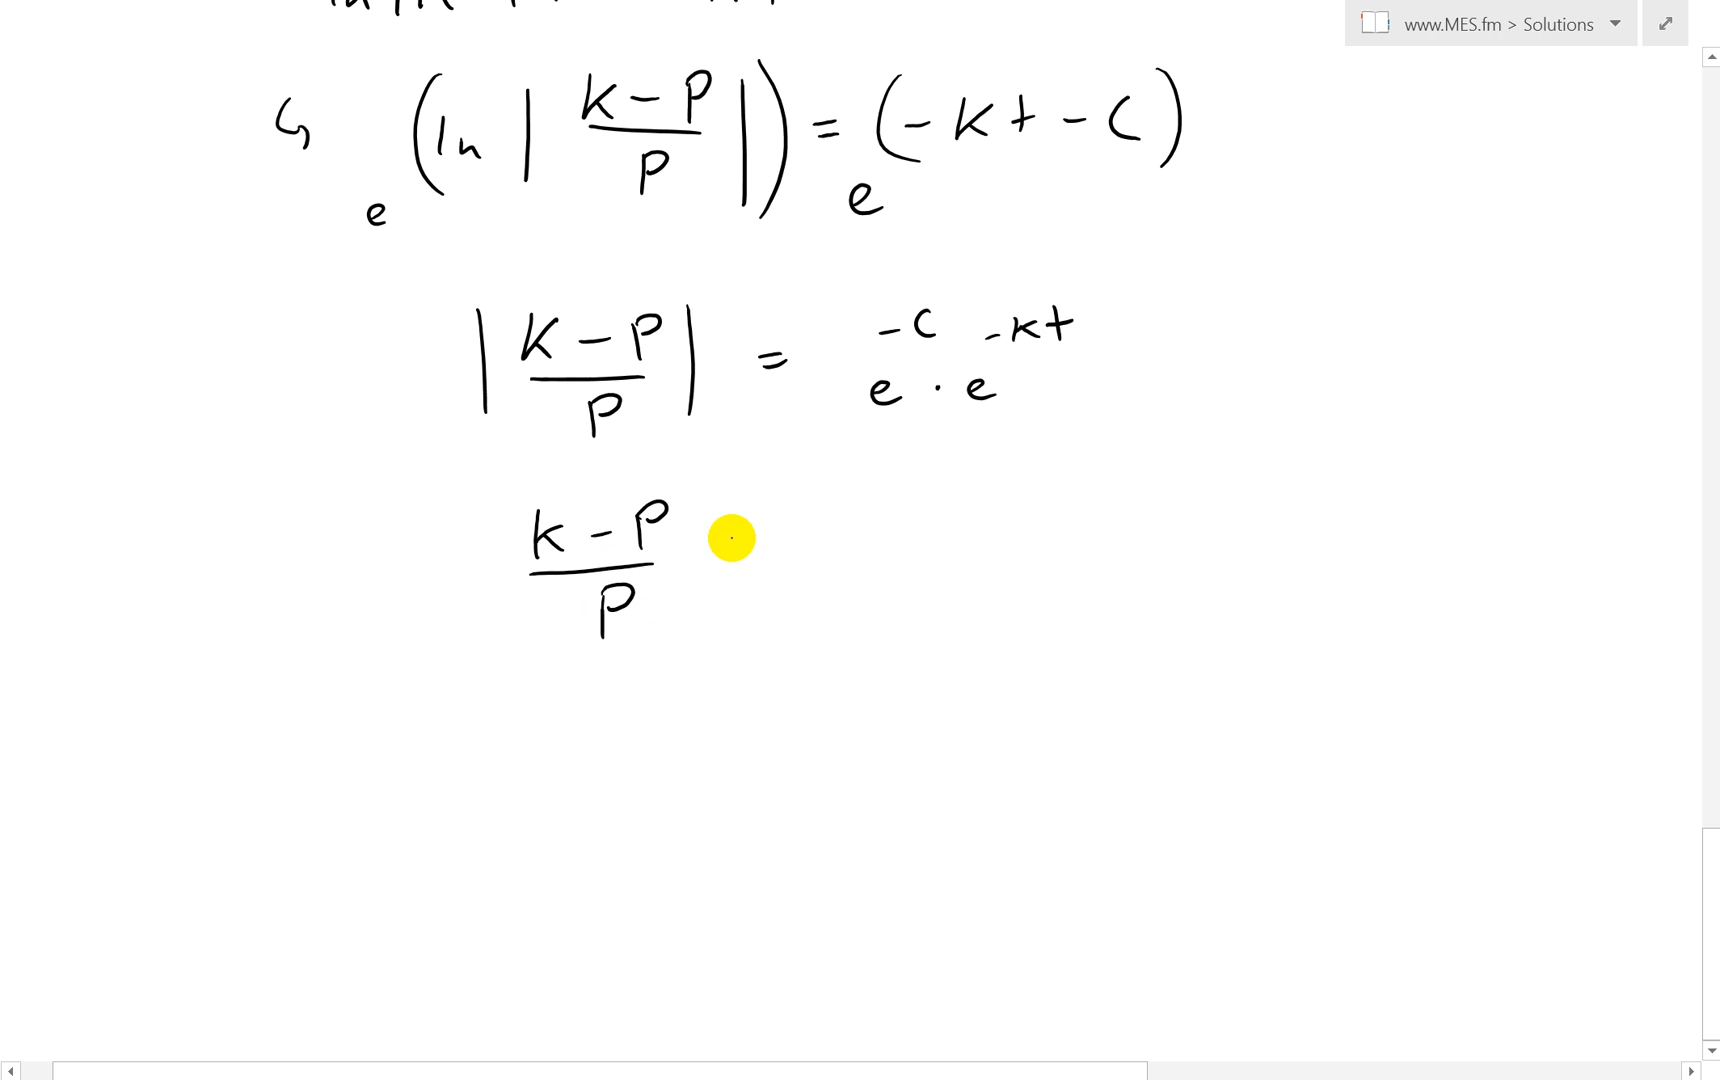 www.MES.fm > Solutions
e^(ln |(K-P)/P|) = e^(-kt - C)
|(K-P)/P| = e^-C · e^-kt
(K-P)/P